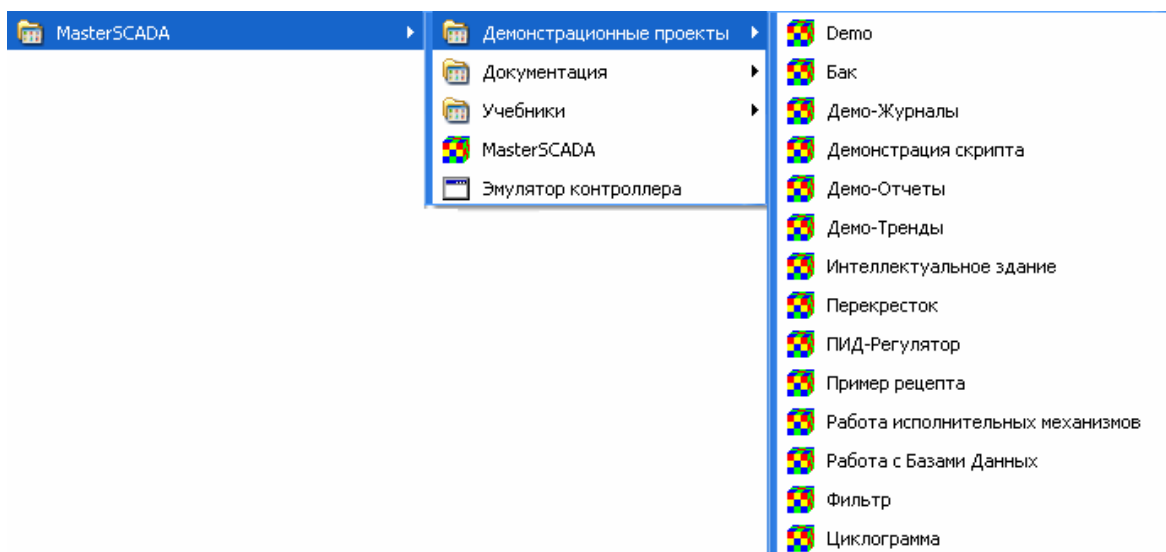 MasterSCADA
Демонстрационные проекты
Документация
Учебники
MasterSCADA
Эмулятор контроллера
Demo
Бак
Демо-Журналы
Демонстрация скрипта
Демо-Отчеты
Демо-Тренды
Интеллектуальное здание
Перекресток
ПИД-Регулятор
Пример рецепта
Работа исполнительных механизмов
Работа с Базами Данных
Фильтр
Циклограмма